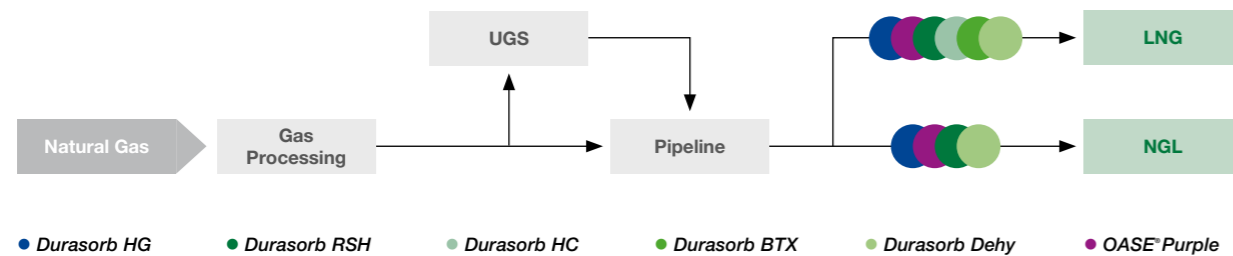 UGS
LNG
Natural Gas
Gas
Processing
Pipeline
NGL
Durasorb HG
Durasorb RSH
Durasorb HC
Durasorb BTX
Durasorb Dehy
OASE® Purple